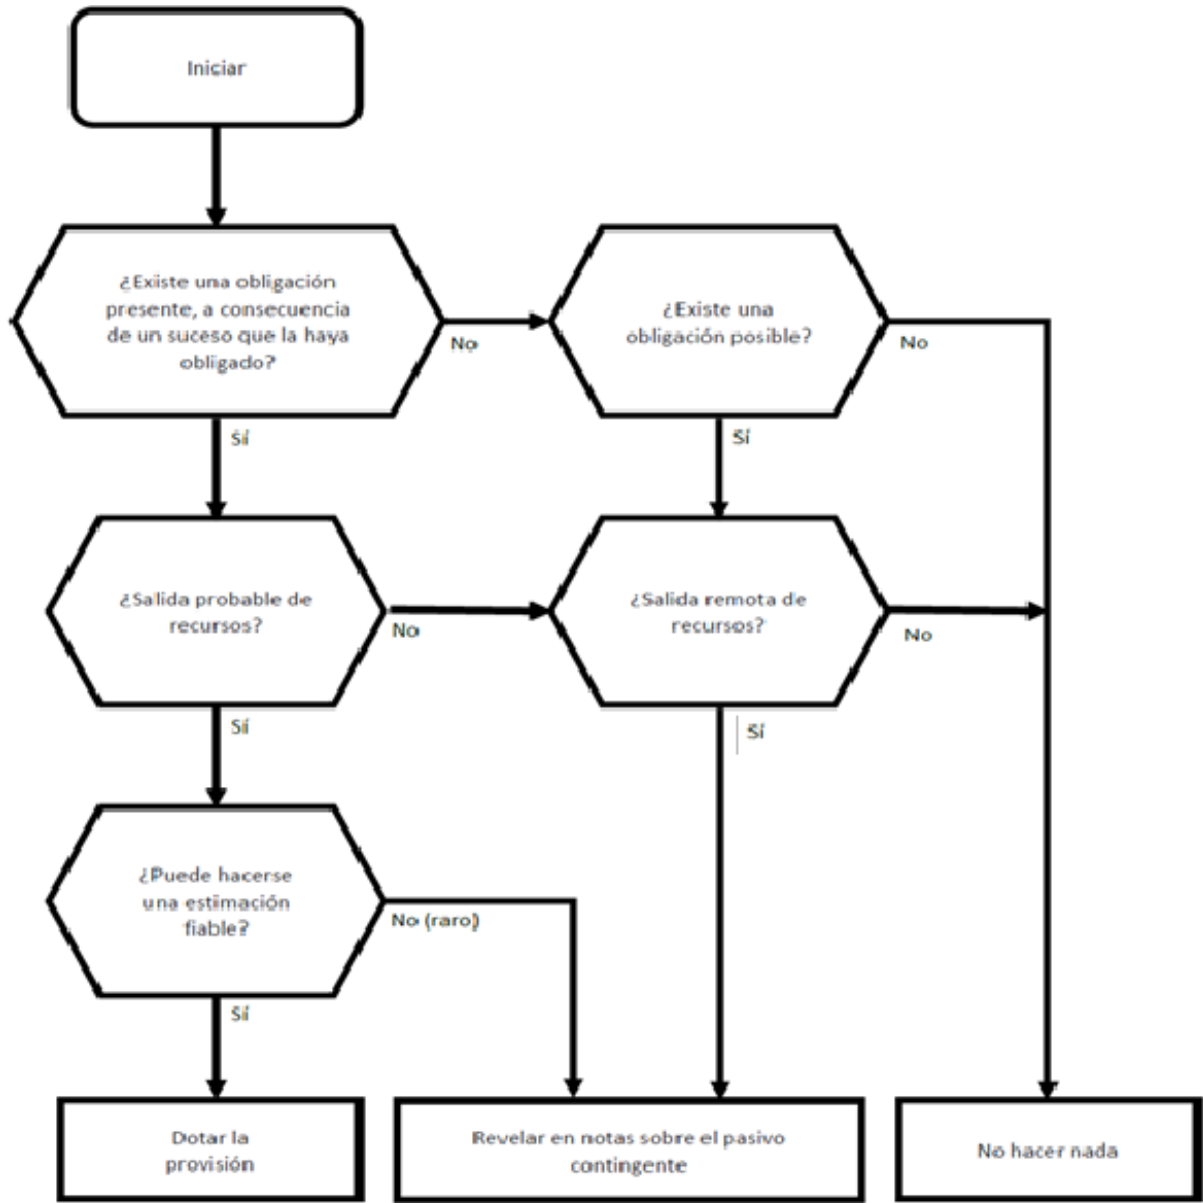 Iniciar
¿Existe una obligación
presente, a consecuencia
de un suceso que la haya
obligado?
No
¿Existe una
obligación posible?
No
Sí
Sí
¿Salida probable de
recursos?
No
¿Salida remota de
recursos?
No
Sí
Sí
¿Puede hacerse
una estimación
fiable?
No (raro)
Sí
Dotar la
provisión
Revelar en notas sobre el pasivo
contingente
No hacer nada